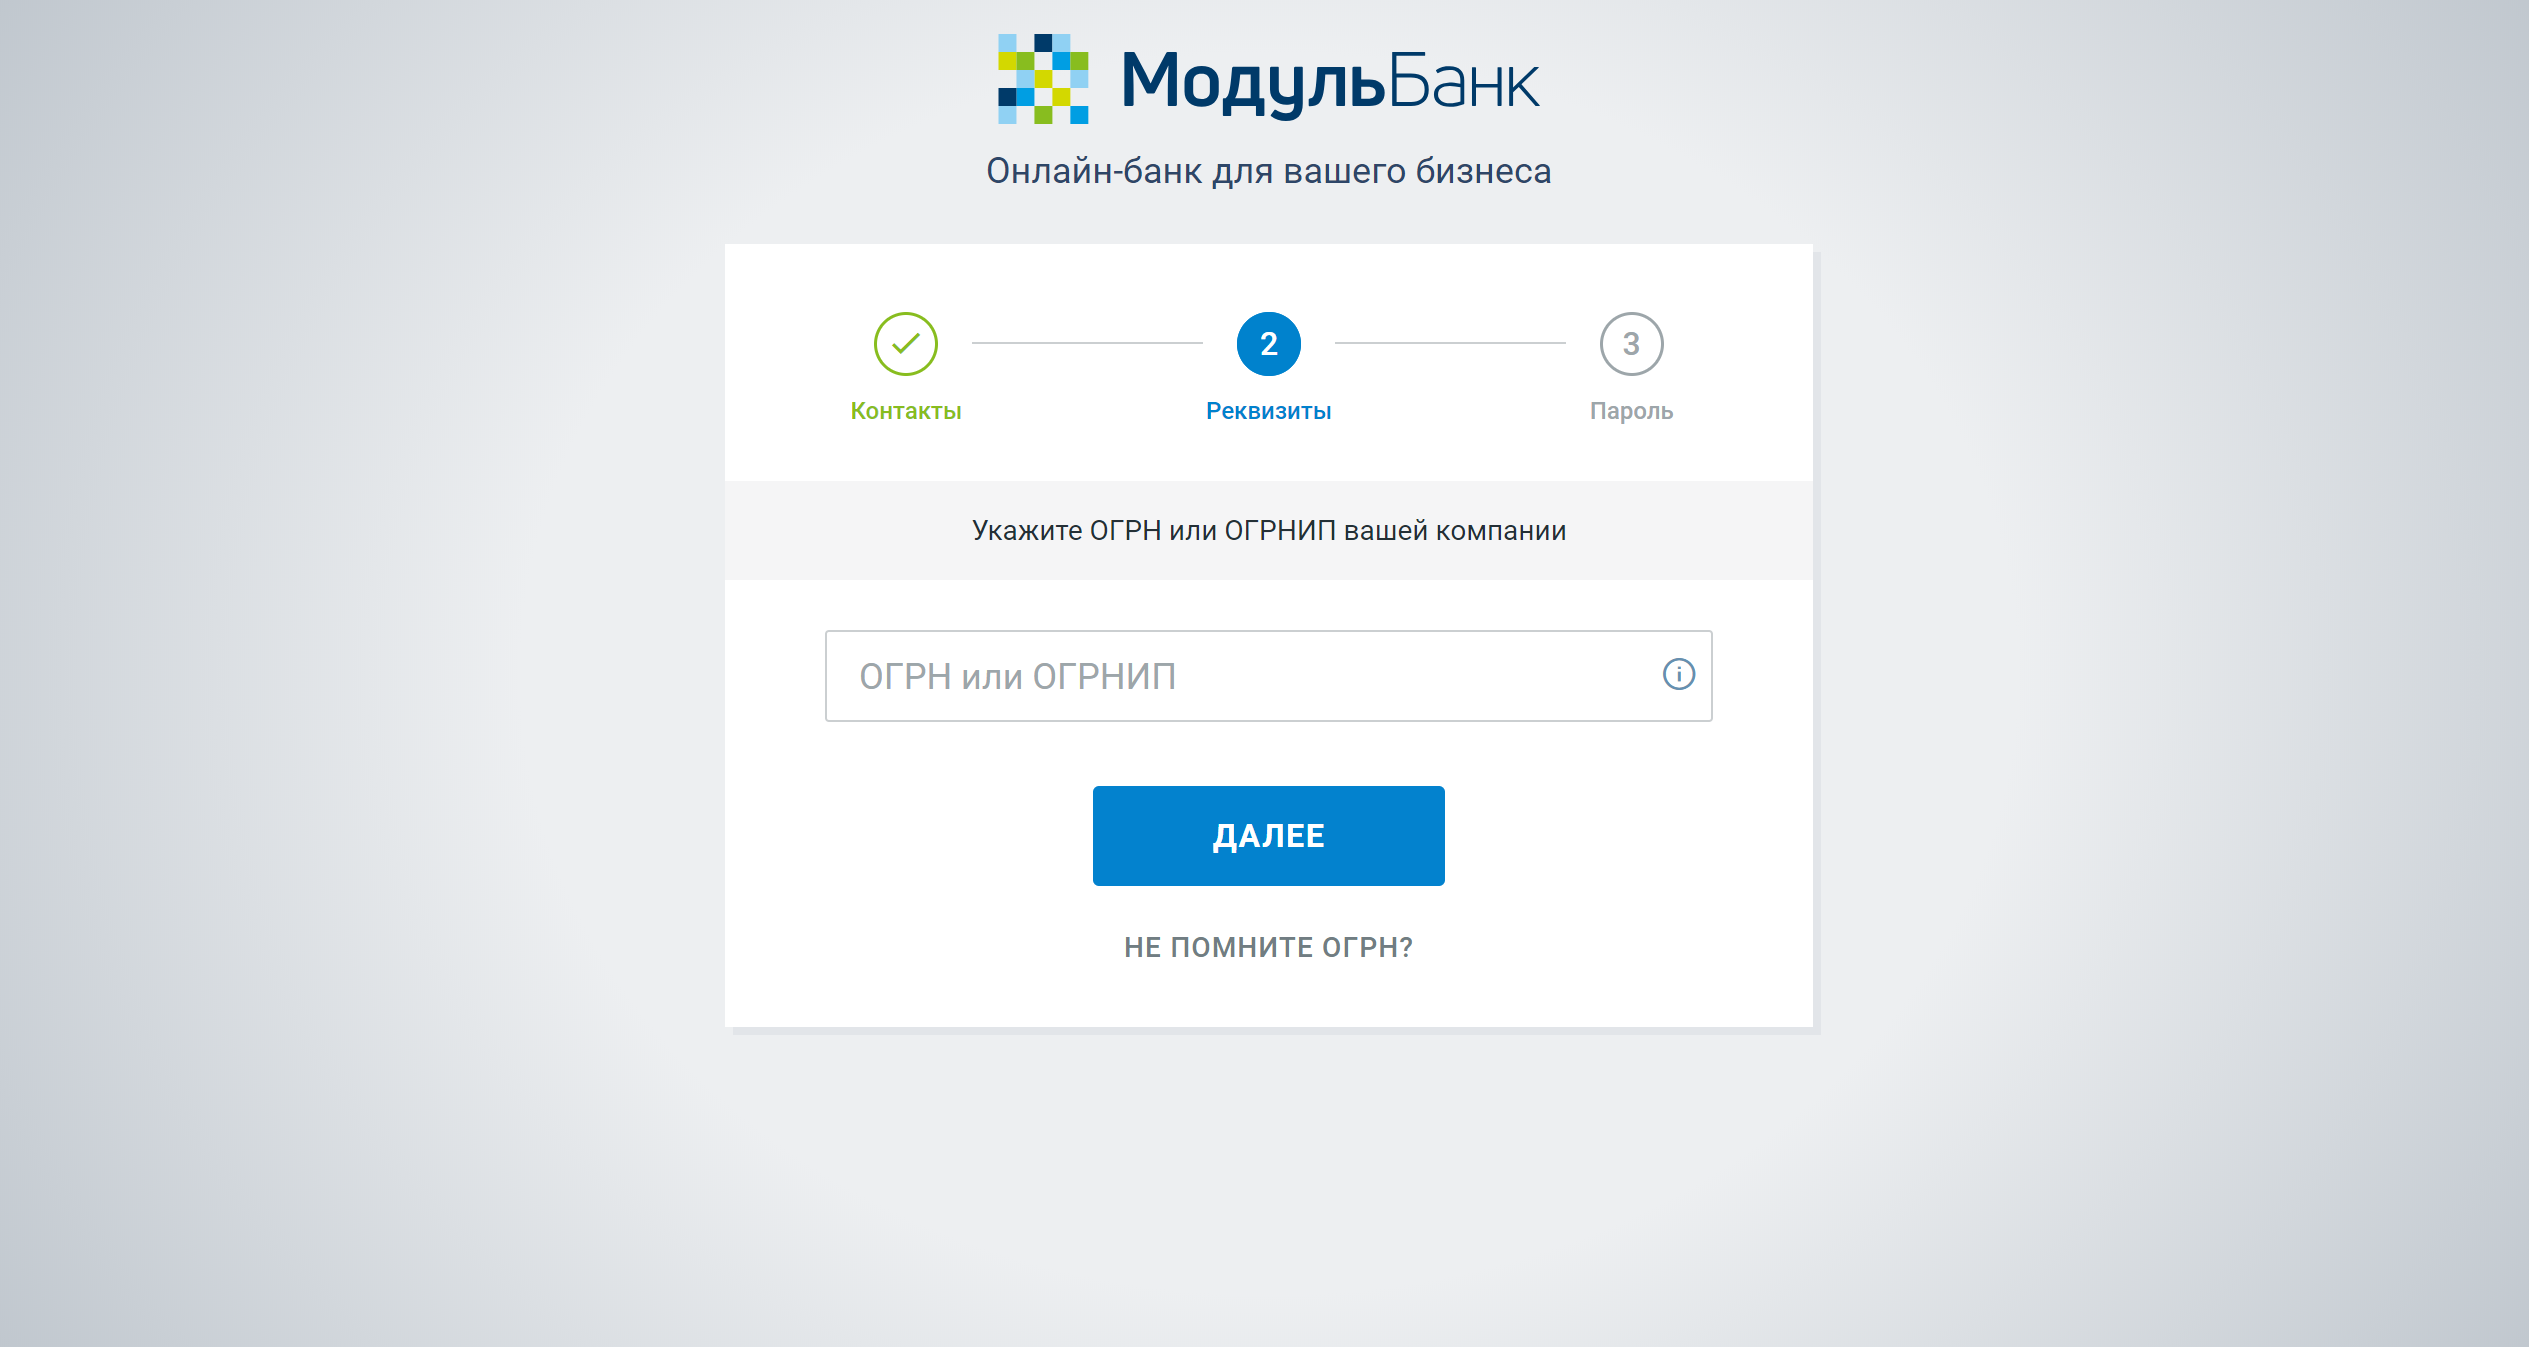 МодульБанк
Онлайн-банк для вашего бизнеса
2
3
Контакты
Реквизиты
Пароль
Укажите ОГРН или ОГРНИП вашей компании
ОГРН или ОГРНИП
ДАЛЕЕ
НЕ ПОМНИТЕ ОГРН?